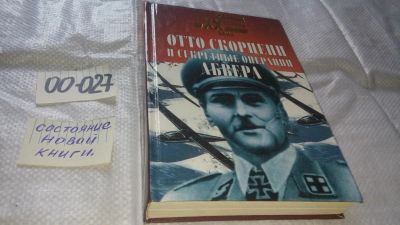 ОТТО СКОРЦЕНИ
И СЕКРЕТНЫЕ ОПЕРАЦИИ
АБВЕРА
00-027
СОСТОЯНИЕ
НОВОЙ
КНИГИ.